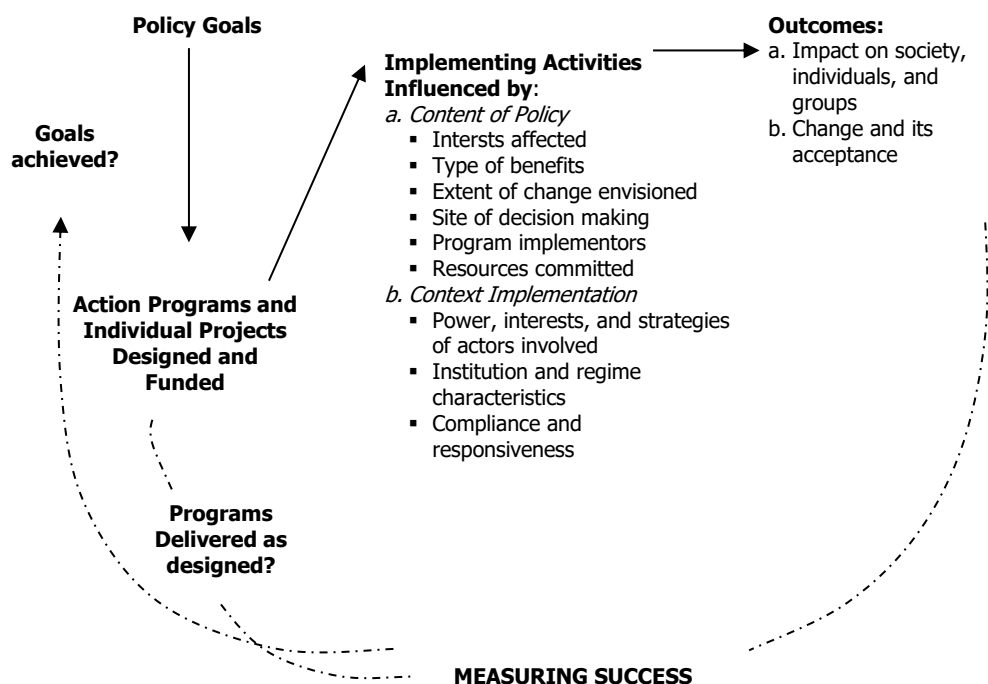 Policy Goals
Goals
achieved?
Action Programs and
Individual Projects
Designed and
Funded
Programs
Delivered as
designed?
Implementing Activities
Influenced by:
a. Content of Policy
▪ Intersts affected
▪ Type of benefits
▪ Extent of change envisioned
▪ Site of decision making
▪ Program implementors
▪ Resources committed
b. Context Implementation
▪ Power, interests, and strategies
of actors involved
▪ Institution and regime
characteristics
▪ Compliance and
responsiveness
Outcomes:
a. Impact on society,
individuals, and
groups
b. Change and its
acceptance
MEASURING SUCCESS